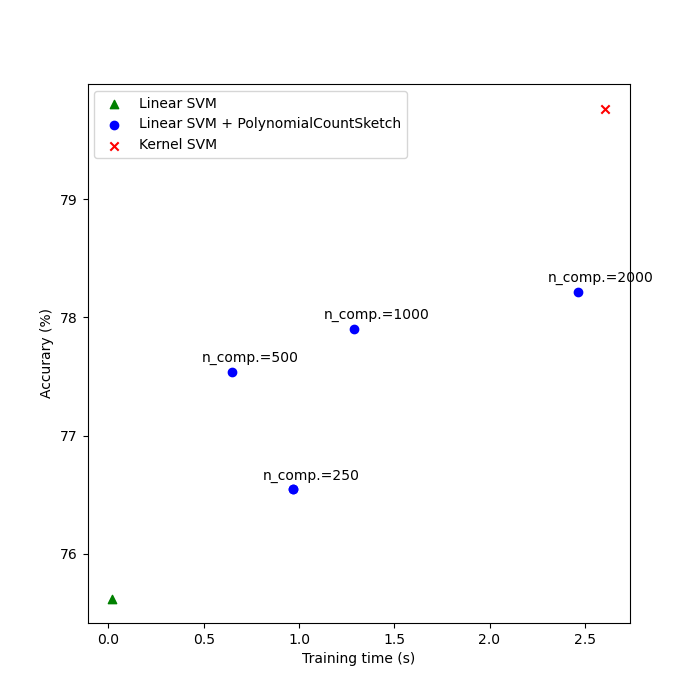 Linear SVM
Linear SVM + PolynomialCountSketch
Kernel SVM
79
78
77
76
Accurary (%)
n_comp.=2000
n_comp.=1000
n_comp.=500
n_comp.=250
0.0 0.5 1.0 1.5 2.0 2.5
Training time (s)